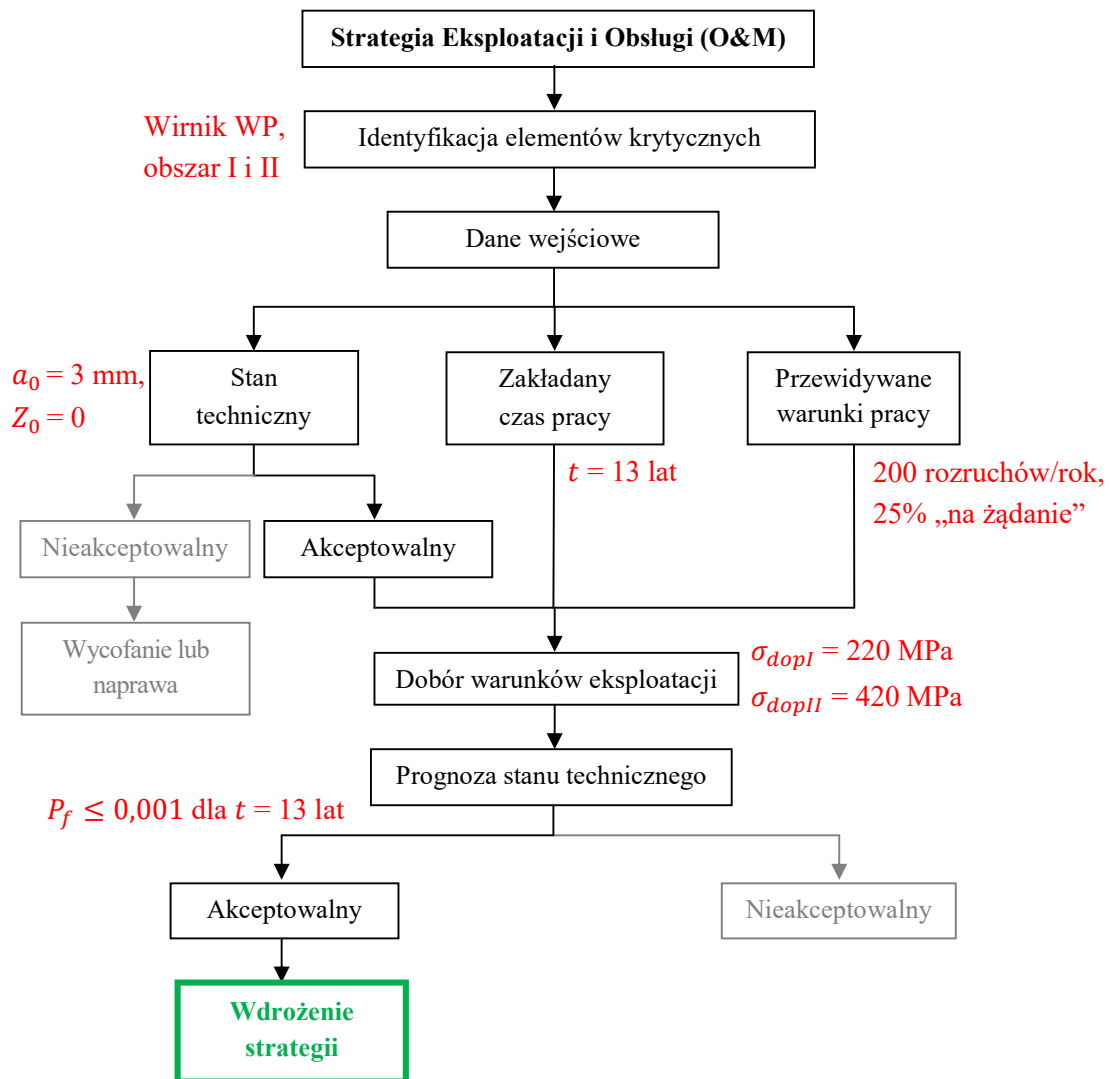 Strategia Eksploatacji i Obsługi (O&M)
Wirnik WP,
obszar I i II
Identyfikacja elementów krytycznych
Dane wejściowe
a₀ = 3 mm,
Z₀ = 0
Stan
techniczny
Zakładany
czas pracy
Przewidywane
warunki pracy
t = 13 lat
200 rozruchów/rok,
25% „na żądanie”
Nieakceptowalny
Akceptowalny
Wycofanie lub
naprawa
Dobór warunków eksploatacji
σdopI = 220 MPa
σdopII = 420 MPa
Prognoza stanu technicznego
Pf ≤ 0,001 dla t = 13 lat
Akceptowalny
Nieakceptowalny
Wdrożenie
strategii